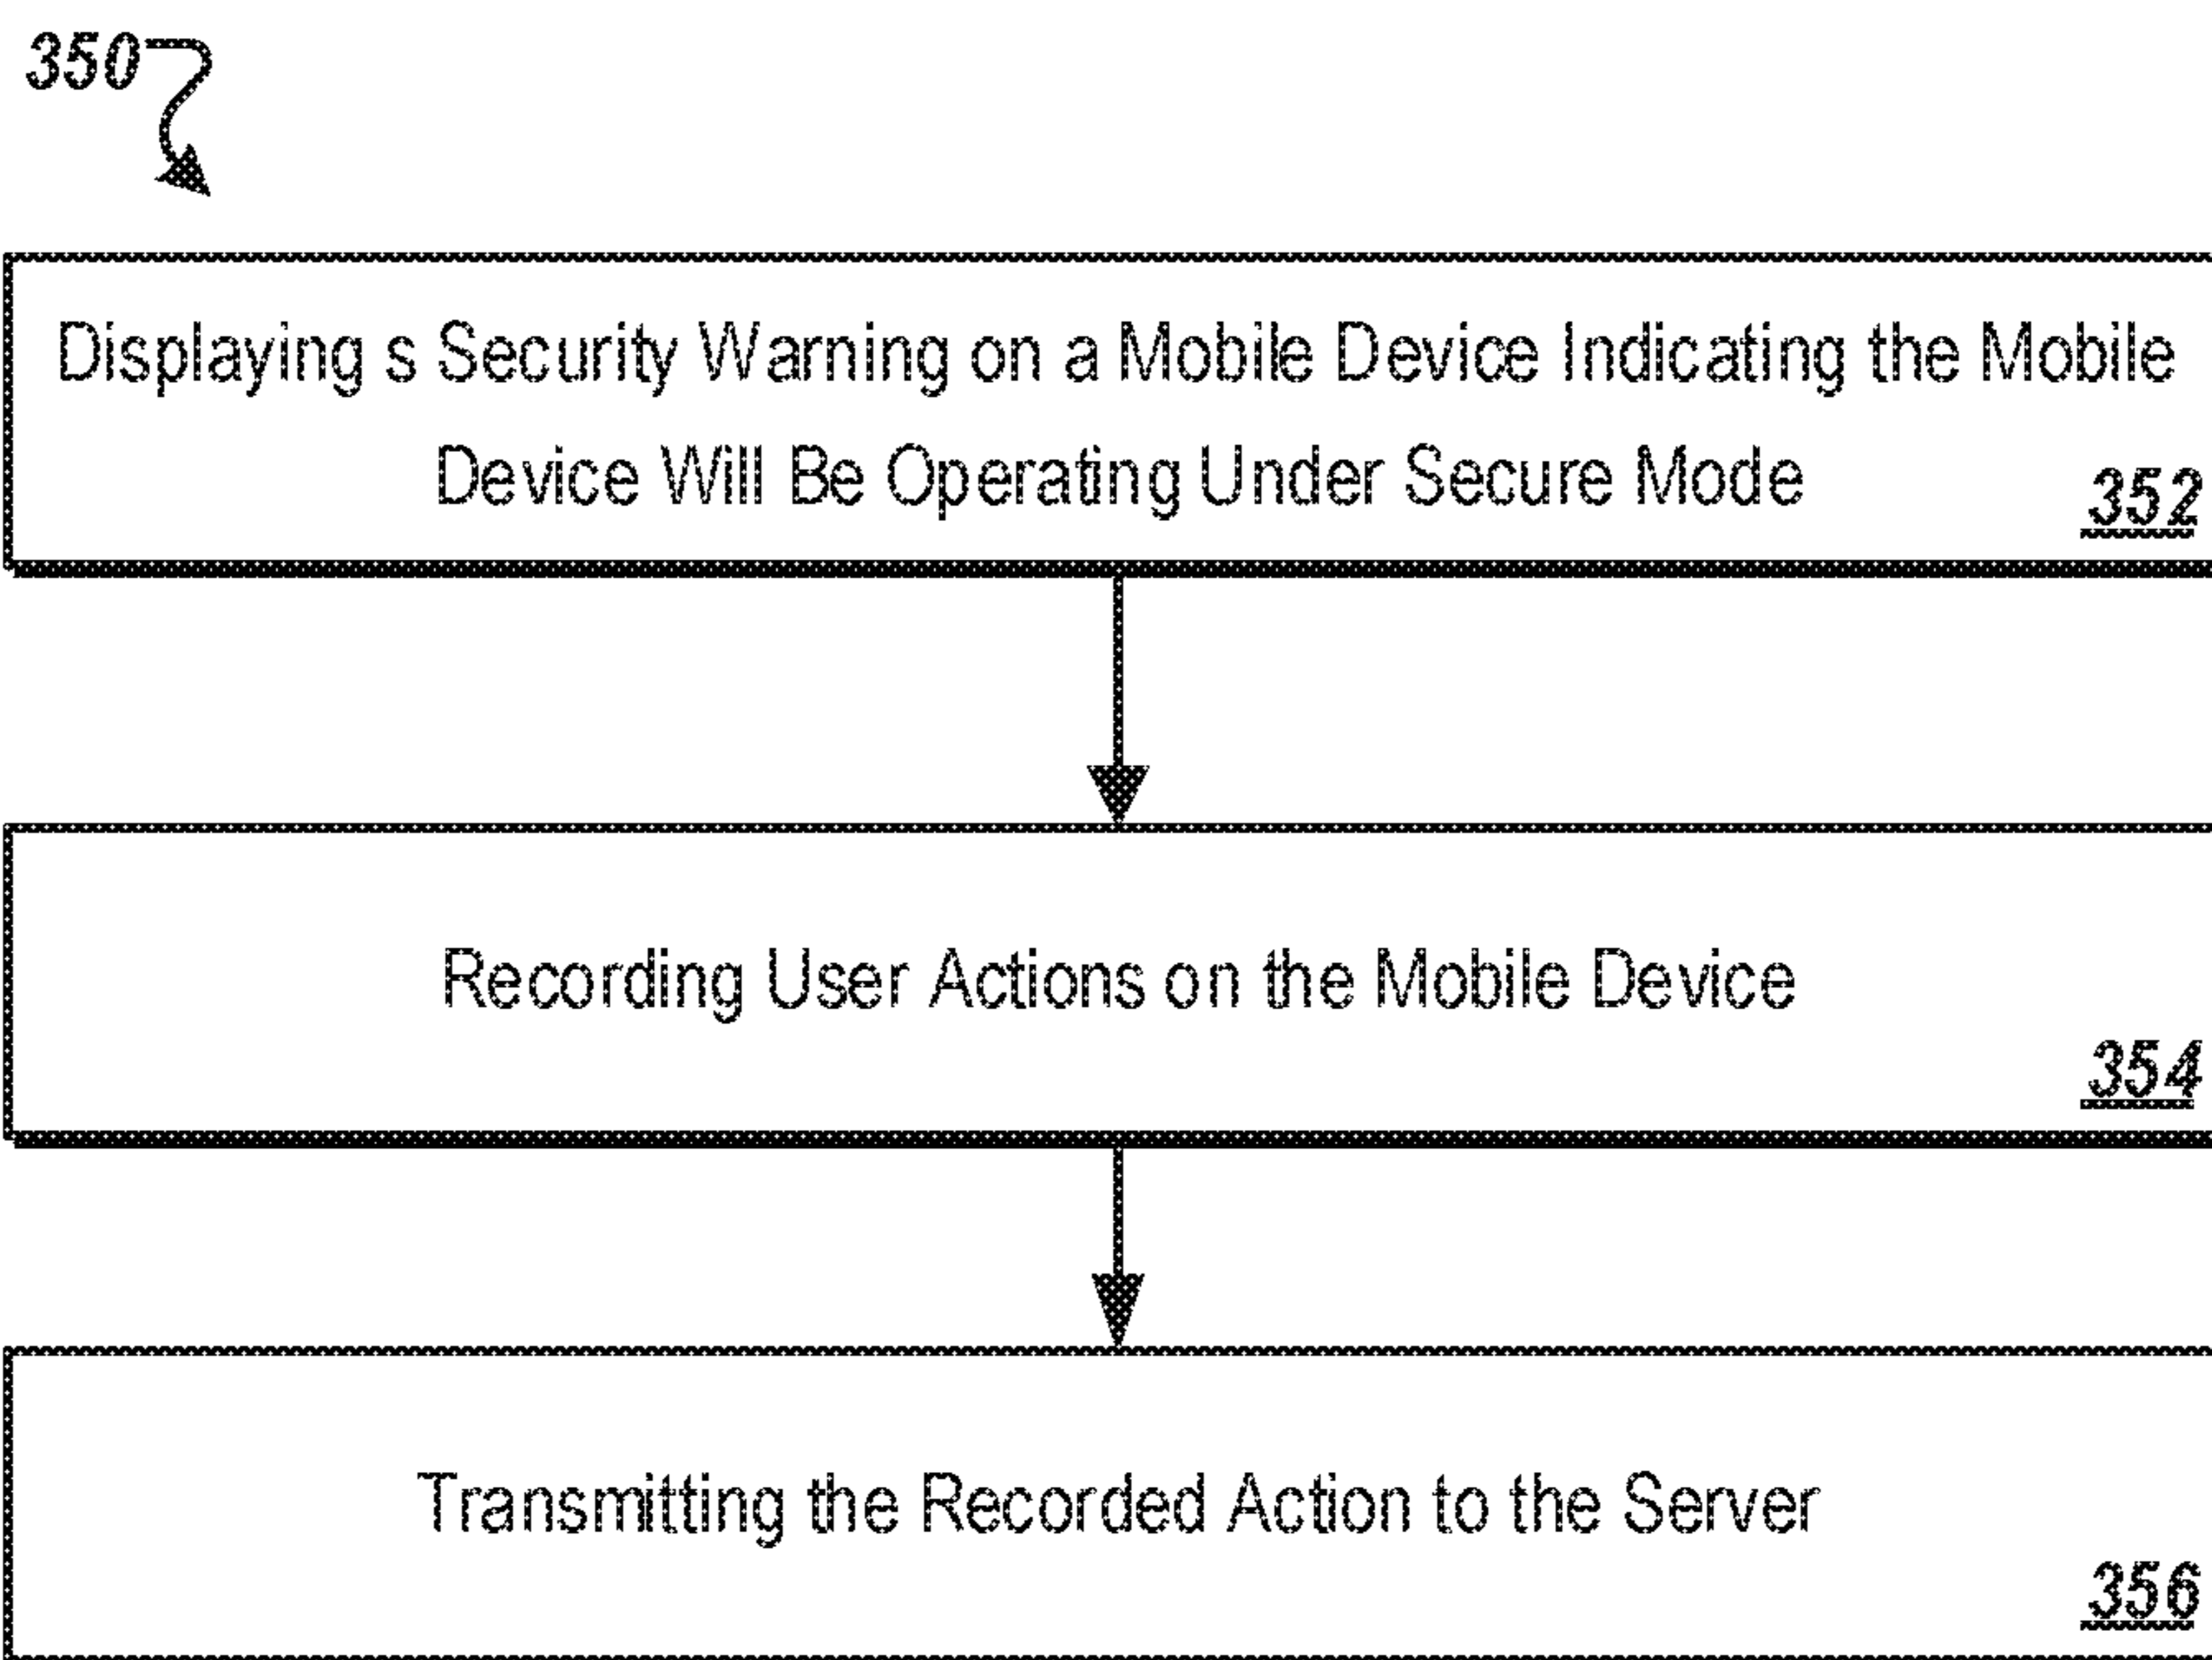 350
Displaying s Security Warning on a Mobile Device Indicating the Mobile
Device Will Be Operating Under Secure Mode
352
Recording User Actions on the Mobile Device
354
Transmitting the Recorded Action to the Server
356